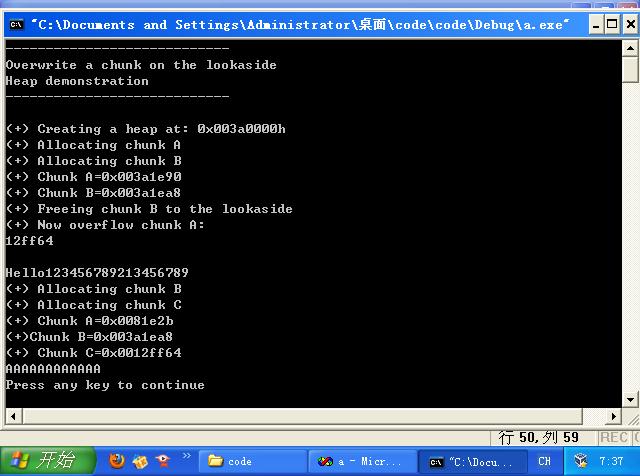 "C:\Documents and Settings\Administrator\桌面\code\code\Debug\a.exe"
----------------------------
Overwrite a chunk on the lookaside
Heap demonstration
----------------------------
(+) Creating a heap at: 0x003a0000h
(+) Allocating chunk A
(+) Allocating chunk B
(+) Chunk A=0x003a1e90
(+) Chunk B=0x003a1ea8
(+) Freeing chunk B to the lookaside
(+) Now overflow chunk A:
12ff64
Hello123456789213456789
(+) Allocating chunk B
(+) Allocating chunk C
(+) Chunk A=0x0081e2b
(+)Chunk B=0x003a1ea8
(+) Chunk C=0x0012ff64
AAAAAAAAAAAA
Press any key to continue
行 50,列 59 REC
开始 code a - Micr... "C:\Docu... CH 7:37